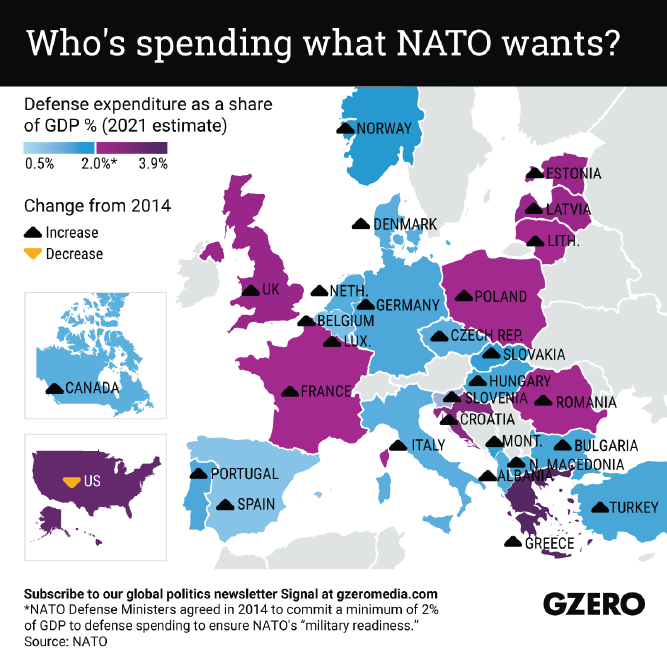 Who's spending what NATO wants?
Defense expenditure as a share
of GDP % (2021 estimate)
0.5% 2.0%* 3.9%
Change from 2014
Increase
Decrease
NORWAY
ESTONIA
LATVIA
LITH.
DENMARK
UK
NETH.
GERMANY
POLAND
BELGIUM
LUX.
CZECH REP.
SLOVAKIA
CANADA
FRANCE
HUNGARY
SLOVENIA
ROMANIA
CROATIA
ITALY
MONT.
BULGARIA
N. MACEDONIA
ALBANIA
US
PORTUGAL
SPAIN
TURKEY
GREECE
Subscribe to our global politics newsletter Signal at gzeromedia.com
*NATO Defense Ministers agreed in 2014 to commit a minimum of 2%
of GDP to defense spending to ensure NATO's “military readiness.”
Source: NATO
GZERO